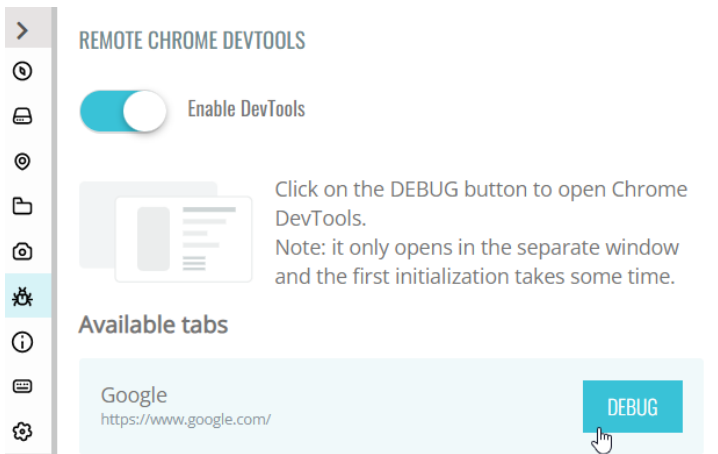 REMOTE CHROME DEVTOOLS
Enable DevTools
Click on the DEBUG button to open Chrome
DevTools.
Note: it only opens in the separate window
and the first initialization takes some time.
Available tabs
Google
https://www.google.com/
DEBUG